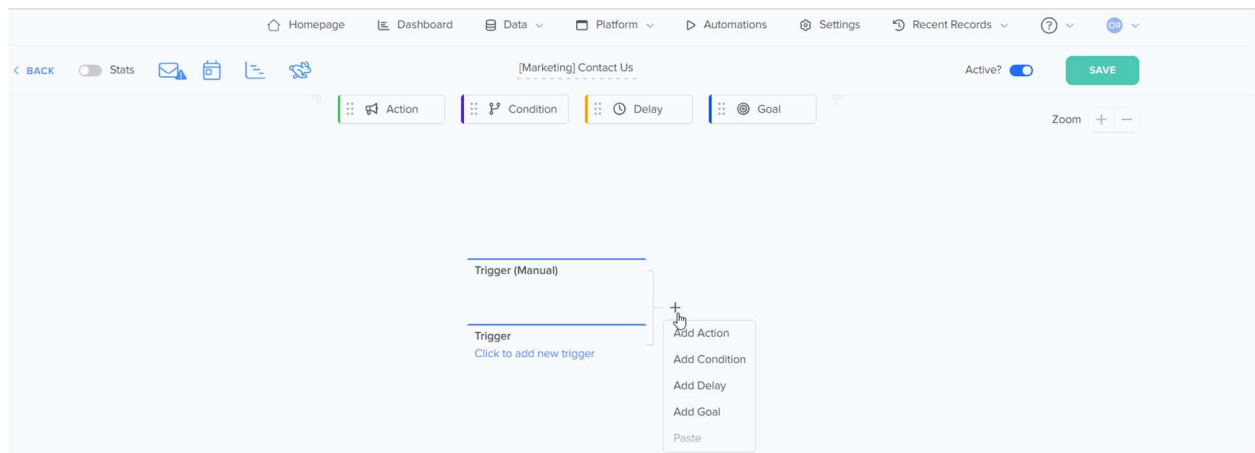 Homepage Dashboard Data Platform Automations Settings Recent Records ? OR
BACK Stats [Marketing] Contact Us Active? SAVE
Action Condition Delay Goal
Zoom + −
Trigger (Manual)
+
Trigger
Click to add new trigger
Add Action
Add Condition
Add Delay
Add Goal
Paste